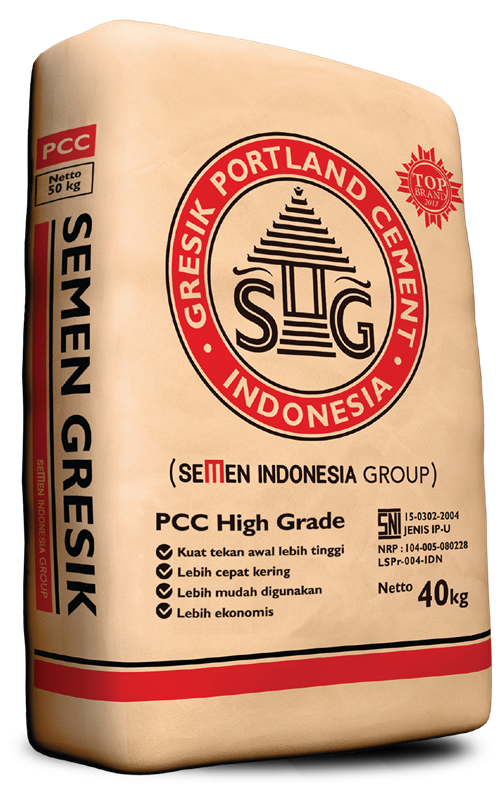 PCC
Netto
50 kg
SEMEN GRESIK
SEMEN INDONESIA GROUP
GRESIK PORTLAND CEMENT
INDONESIA
SG
TOP
BRAND
2013
(SEMEN INDONESIA GROUP)
PCC High Grade
Kuat tekan awal lebih tinggi
Lebih cepat kering
Lebih mudah digunakan
Lebih ekonomis
SNI 15-0302-2004
JENIS IP-U
NRP : 104-005-080228
LSPr-004-IDN
Netto 40kg